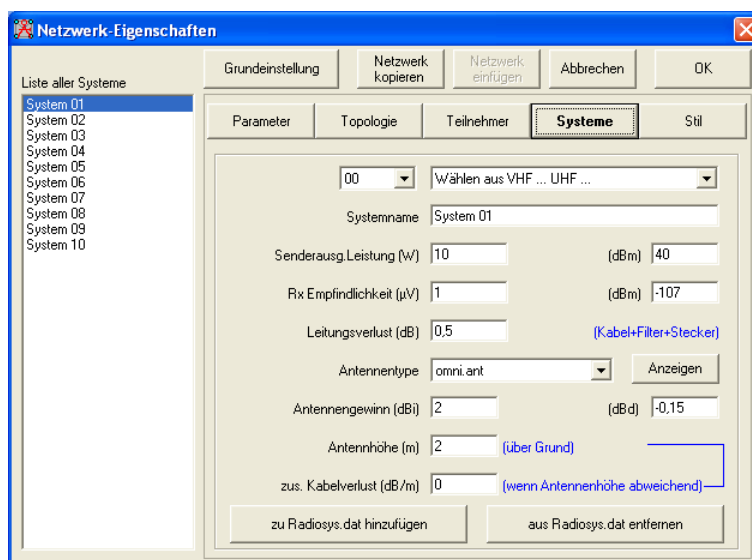 Netzwerk-Eigenschaften
Liste aller Systeme
System 01
System 02
System 03
System 04
System 05
System 06
System 07
System 08
System 09
System 10
Grundeinstellung
Netzwerk
kopieren
Netzwerk
einfügen
Abbrechen
OK
Parameter
Topologie
Teilnehmer
Systeme
Stil
00 Wählen aus VHF ... UHF ...
Systemname System 01
Senderausg.Leistung (W) 10 (dBm) 40
Rx Empfindlichkeit (µV) 1 (dBm) -107
Leitungsverlust (dB) 0,5 (Kabel+Filter+Stecker)
Antennentype omni.ant Anzeigen
Antennengewinn (dBi) 2 (dBd) -0,15
Antennhöhe (m) 2 (über Grund)
zus. Kabelverlust (dB/m) 0 (wenn Antennenhöhe abweichend)
zu Radiosys.dat hinzufügen
aus Radiosys.dat entfernen